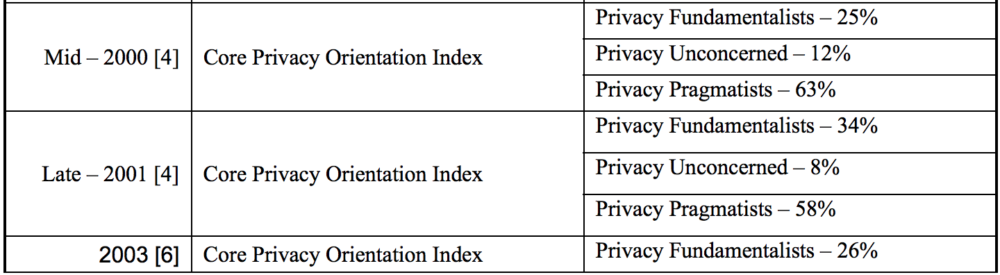 Privacy Fundamentalists – 25%
Mid – 2000 [4] Core Privacy Orientation Index Privacy Unconcerned – 12%
Privacy Pragmatists – 63%
Privacy Fundamentalists – 34%
Late – 2001 [4] Core Privacy Orientation Index Privacy Unconcerned – 8%
Privacy Pragmatists – 58%
2003 [6] Core Privacy Orientation Index Privacy Fundamentalists – 26%